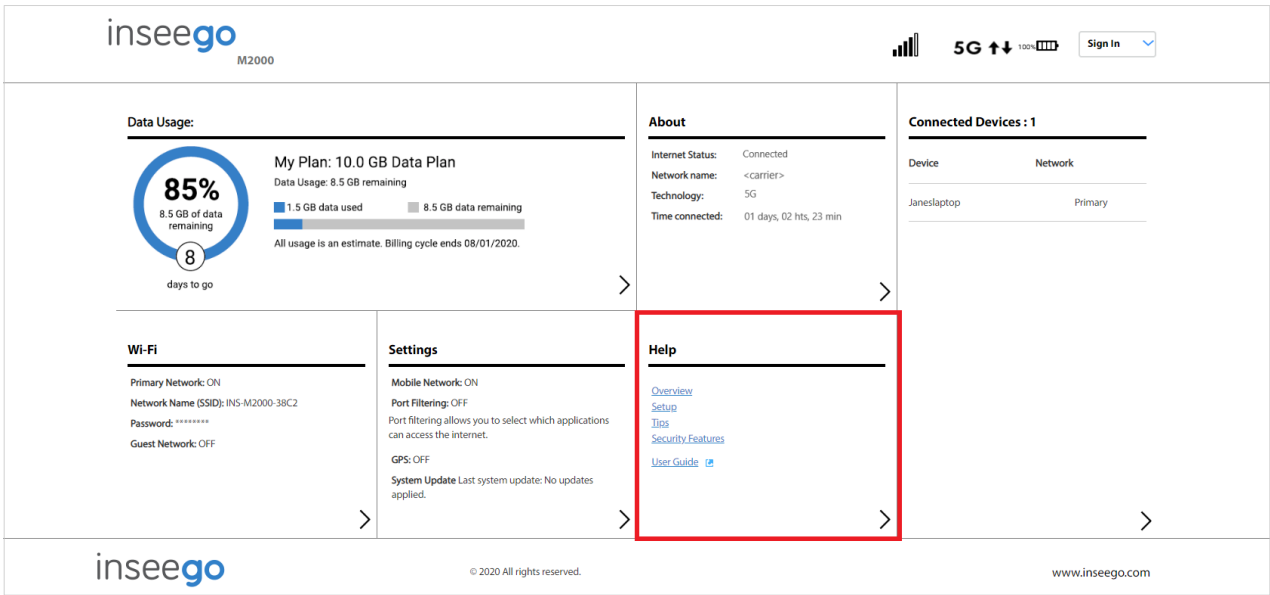 inseego
M2000
5G
100%
Sign In
Data Usage:
85%
8.5 GB of data
remaining
8
days to go
My Plan: 10.0 GB Data Plan
Data Usage: 8.5 GB remaining
1.5 GB data used 8.5 GB data remaining
All usage is an estimate. Billing cycle ends 08/01/2020.
About
Internet Status: Connected
Network name: <carrier>
Technology: 5G
Time connected: 01 days, 02 hts, 23 min
Connected Devices : 1
Device Network
Janeslaptop Primary
Wi-Fi
Primary Network: ON
Network Name (SSID): INS-M2000-38C2
Password: ********
Guest Network: OFF
Settings
Mobile Network: ON
Port Filtering: OFF
Port filtering allows you to select which applications
can access the internet.
GPS: OFF
System Update Last system update: No updates
applied.
Help
Overview
Setup
Tips
Security Features
User Guide
inseego
© 2020 All rights reserved.
www.inseego.com